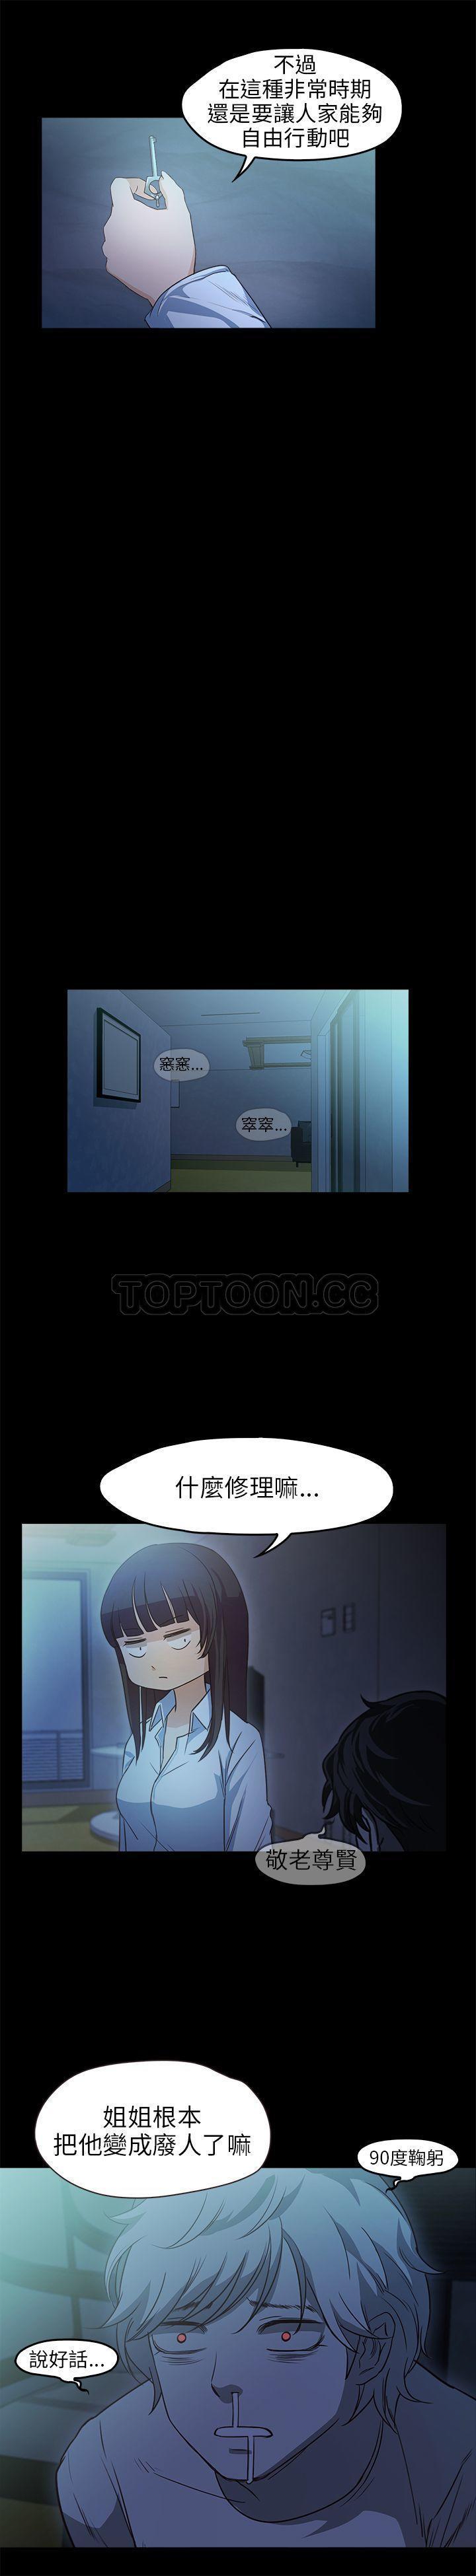 不過
在這種非常時期
還是要讓人家能夠
自由行動吧
窸窸...
窣窣...
TOPTOON.CC
什麼修理嘛...
敬老尊賢
姐姐根本
把他變成廢人了嘛
90度鞠躬
說好話...